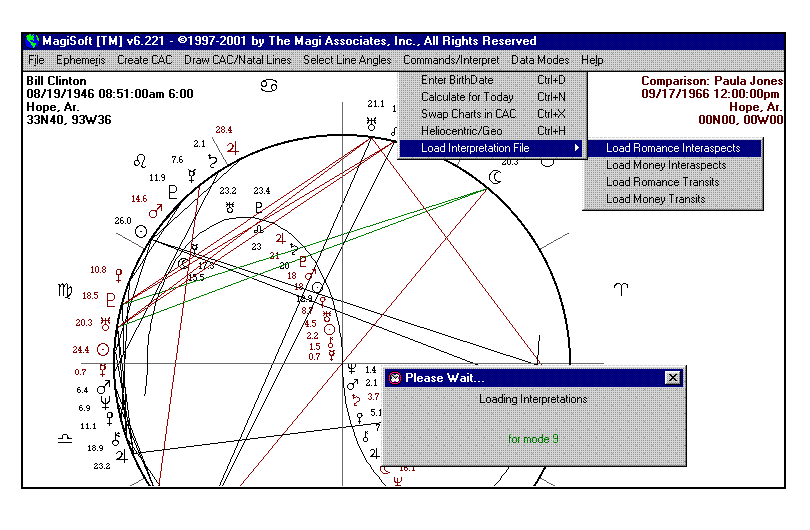 MagiSoft [TM] v6.221 - ©1997-2001 by The Magi Associates, Inc., All Rights Reserved
File Ephemeris Create CAC Draw CAC/Natal Lines Select Line Angles Commands/Interpret Data Modes Help
Bill Clinton
08/19/1946 08:51:00am 6:00
Hope, Ar.
33N40, 93W36
Comparison: Paula Jones
09/17/1966 12:00:00pm
Hope, Ar.
00N00, 00W00
Enter BirthDate Ctrl+D
Calculate for Today Ctrl+N
Swap Charts in CAC Ctrl+X
Heliocentric/Geo Ctrl+H
Load Interpretation File
Load Romance Interaspects
Load Money Interaspects
Load Romance Transits
Load Money Transits
21.1
20.3
28.4
2.1
7.6
11.9
14.6
26.0
23.2 23.4
23
21
20
17.3
15.5
18
18
8.7
4.5
2.2
1.5
0.7
10.8
18.5
20.3
24.4
0.7
6.4
6.9
11.1
18.9
23.2
1.4
2.1
3.7
5.1
16.1
Please Wait...
Loading Interpretations
for mode 9